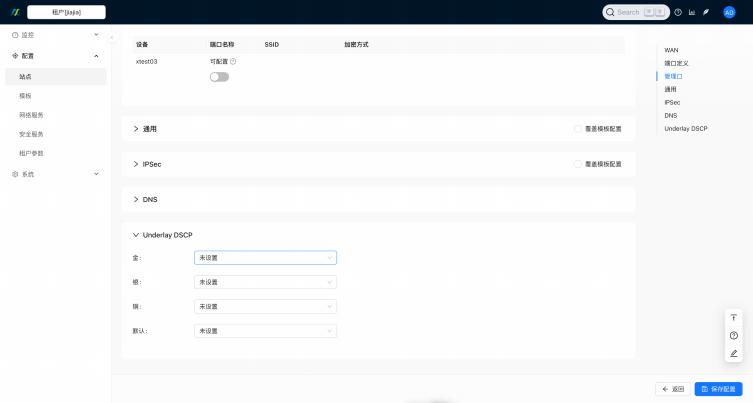 租户[jiajia]
Search
AD
监控
配置
站点
模板
网络服务
安全服务
租户参数
系统
设备 端口名称 SSID 加密方式
xtest03 可配置
通用 覆盖模板配置
IPSec 覆盖模板配置
DNS
Underlay DSCP
金: 未设置
银: 未设置
铜: 未设置
默认: 未设置
WAN
端口定义
管理口
通用
IPSec
DNS
Underlay DSCP
返回
保存配置